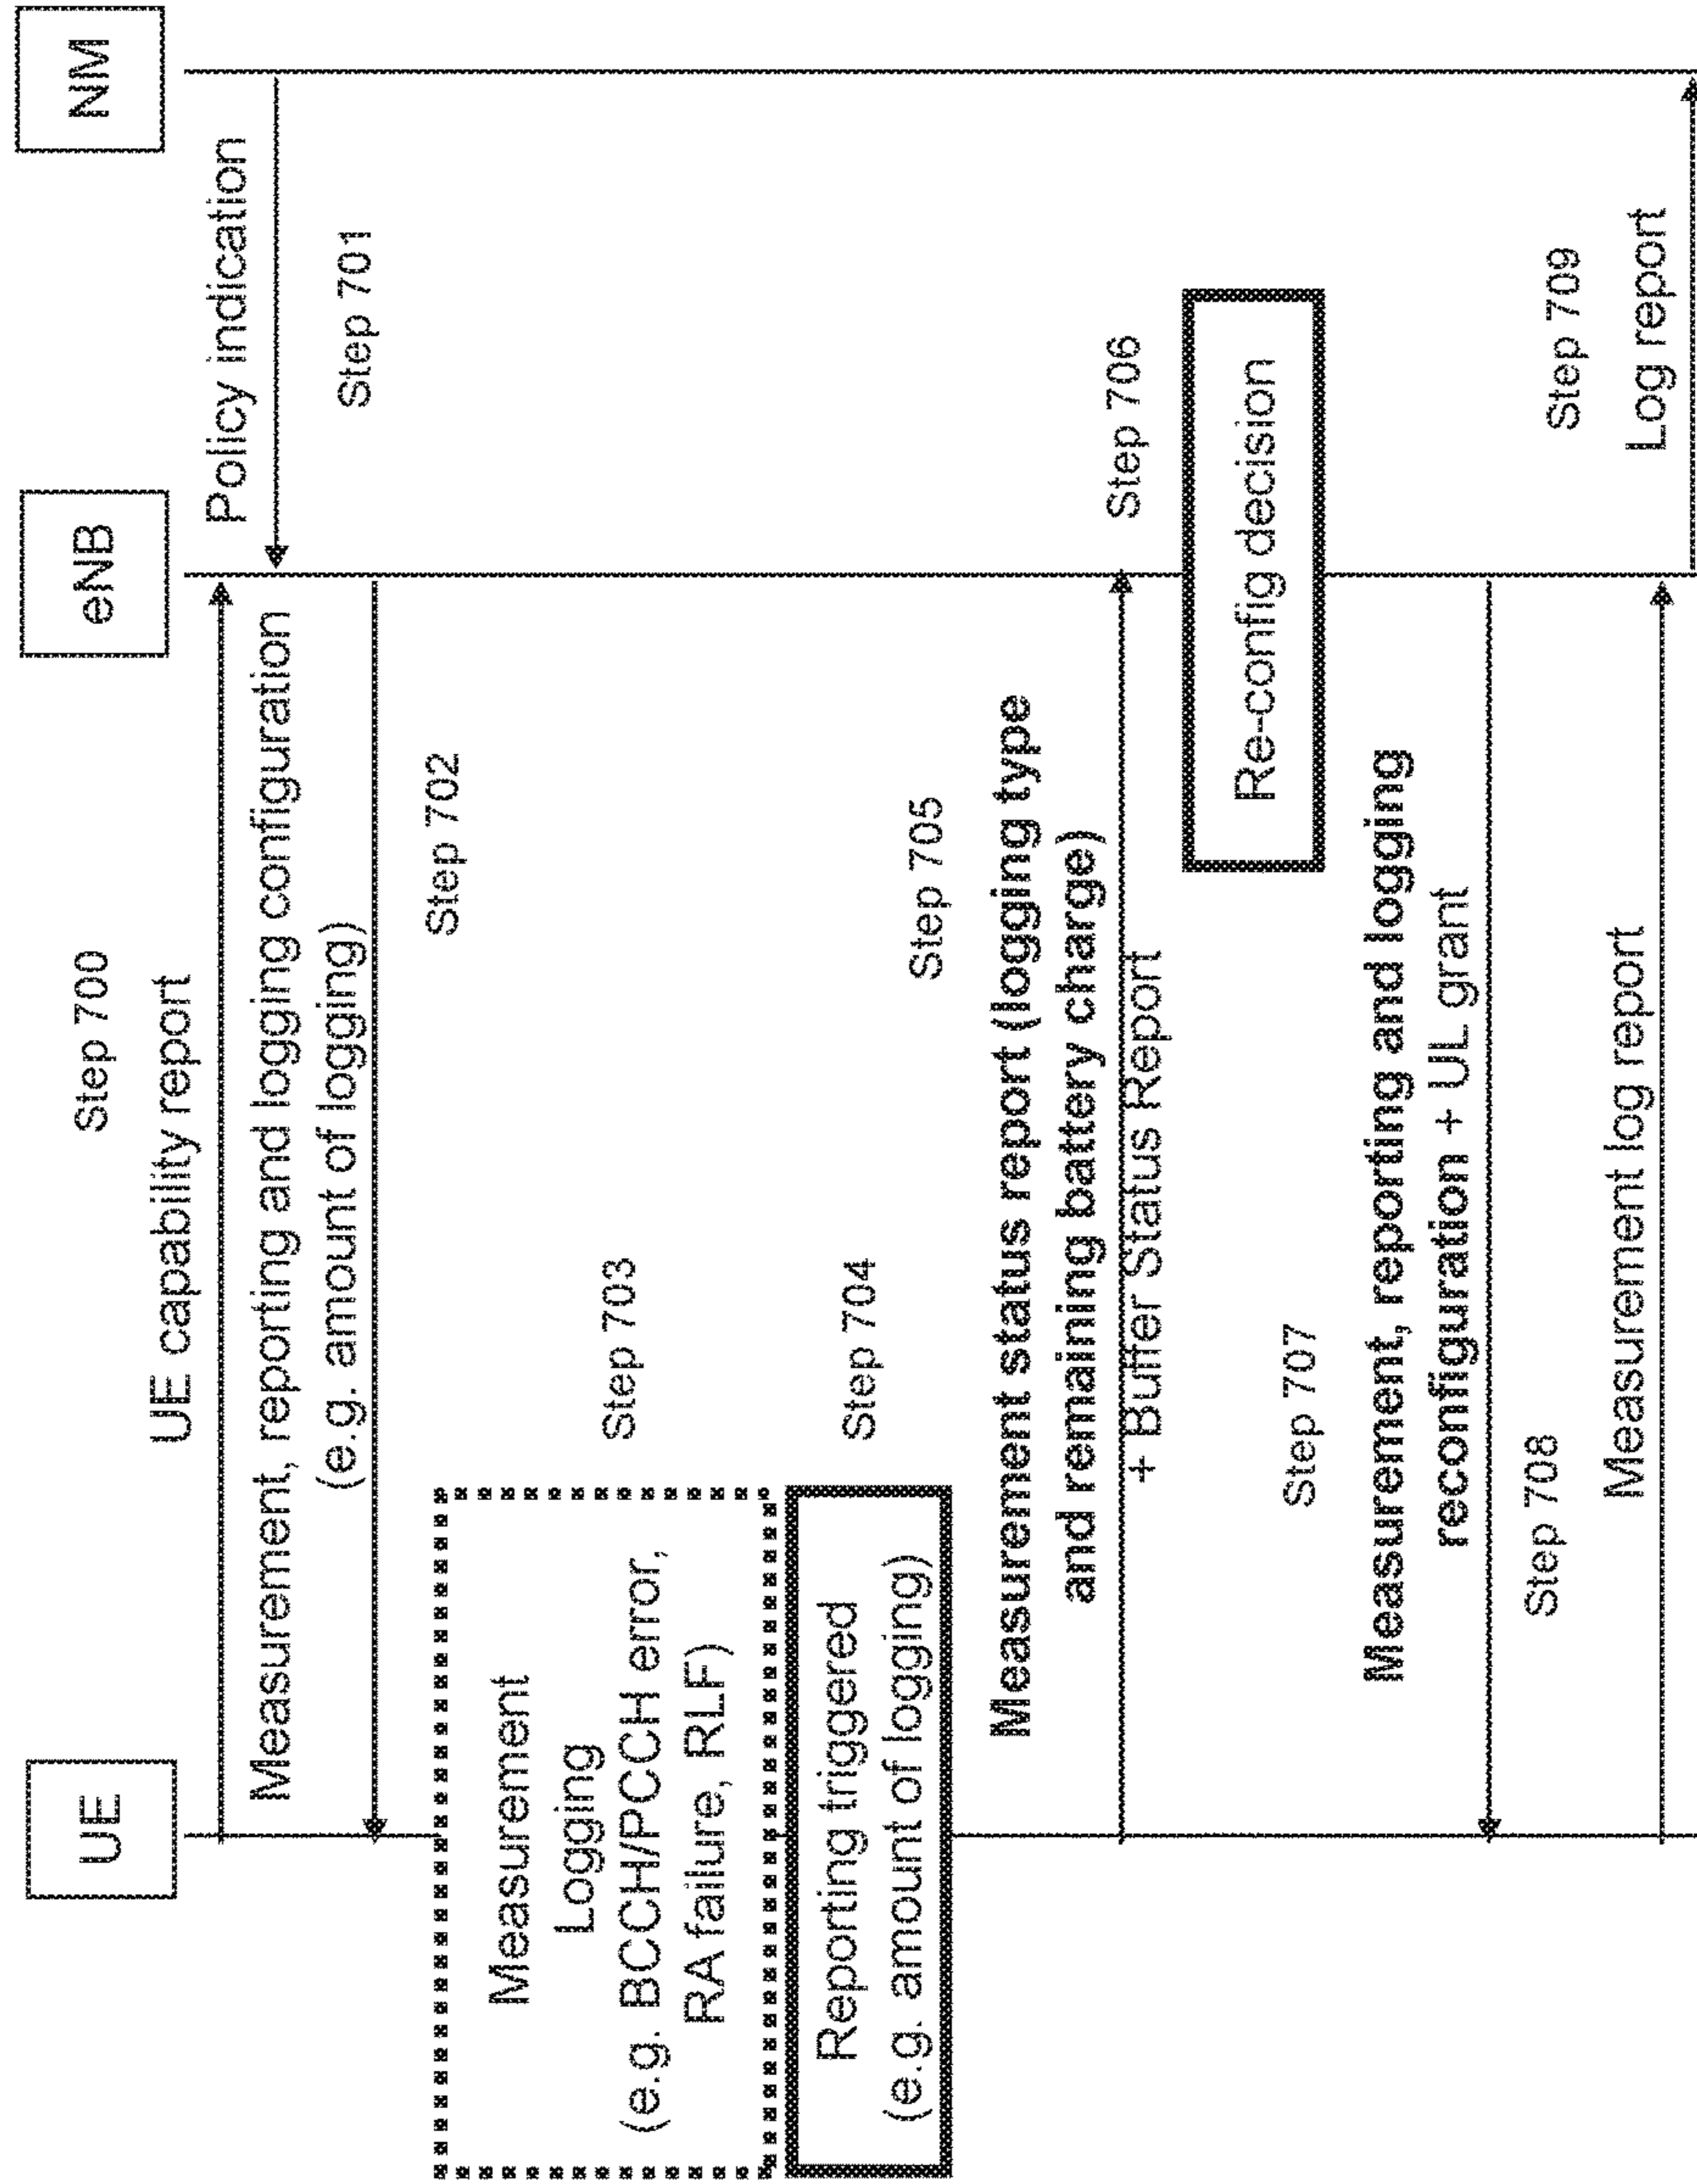 UE
eNB
NM
Step 700
UE capability report
Policy indication
Step 701
Measurement, reporting and logging configuration
(e.g. amount of logging)
Step 702
Measurement
Logging
(e.g. BCCH/PCCH error,
RA failure, RLF)
Step 703
Reporting triggered
(e.g. amount of logging)
Step 704
Step 705
Measurement status report (logging type
and remaining battery charge)
+ Buffer Status Report
Step 706
Re-config decision
Step 707
Measurement, reporting and logging
reconfiguration + UL grant
Step 708
Measurement log report
Step 709
Log report